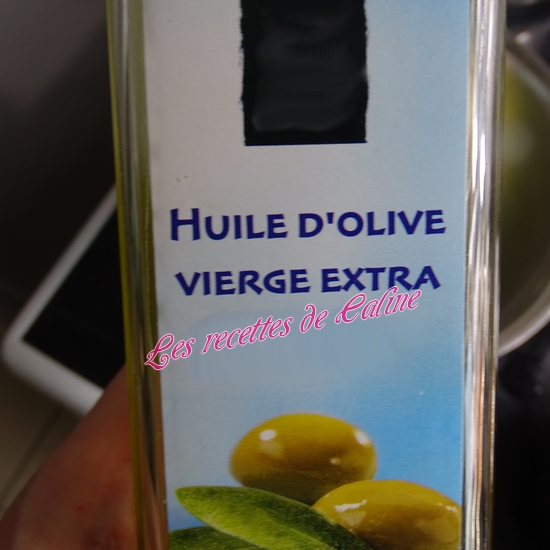 HUILE D'OLIVE
VIERGE EXTRA
Les recettes de Caline